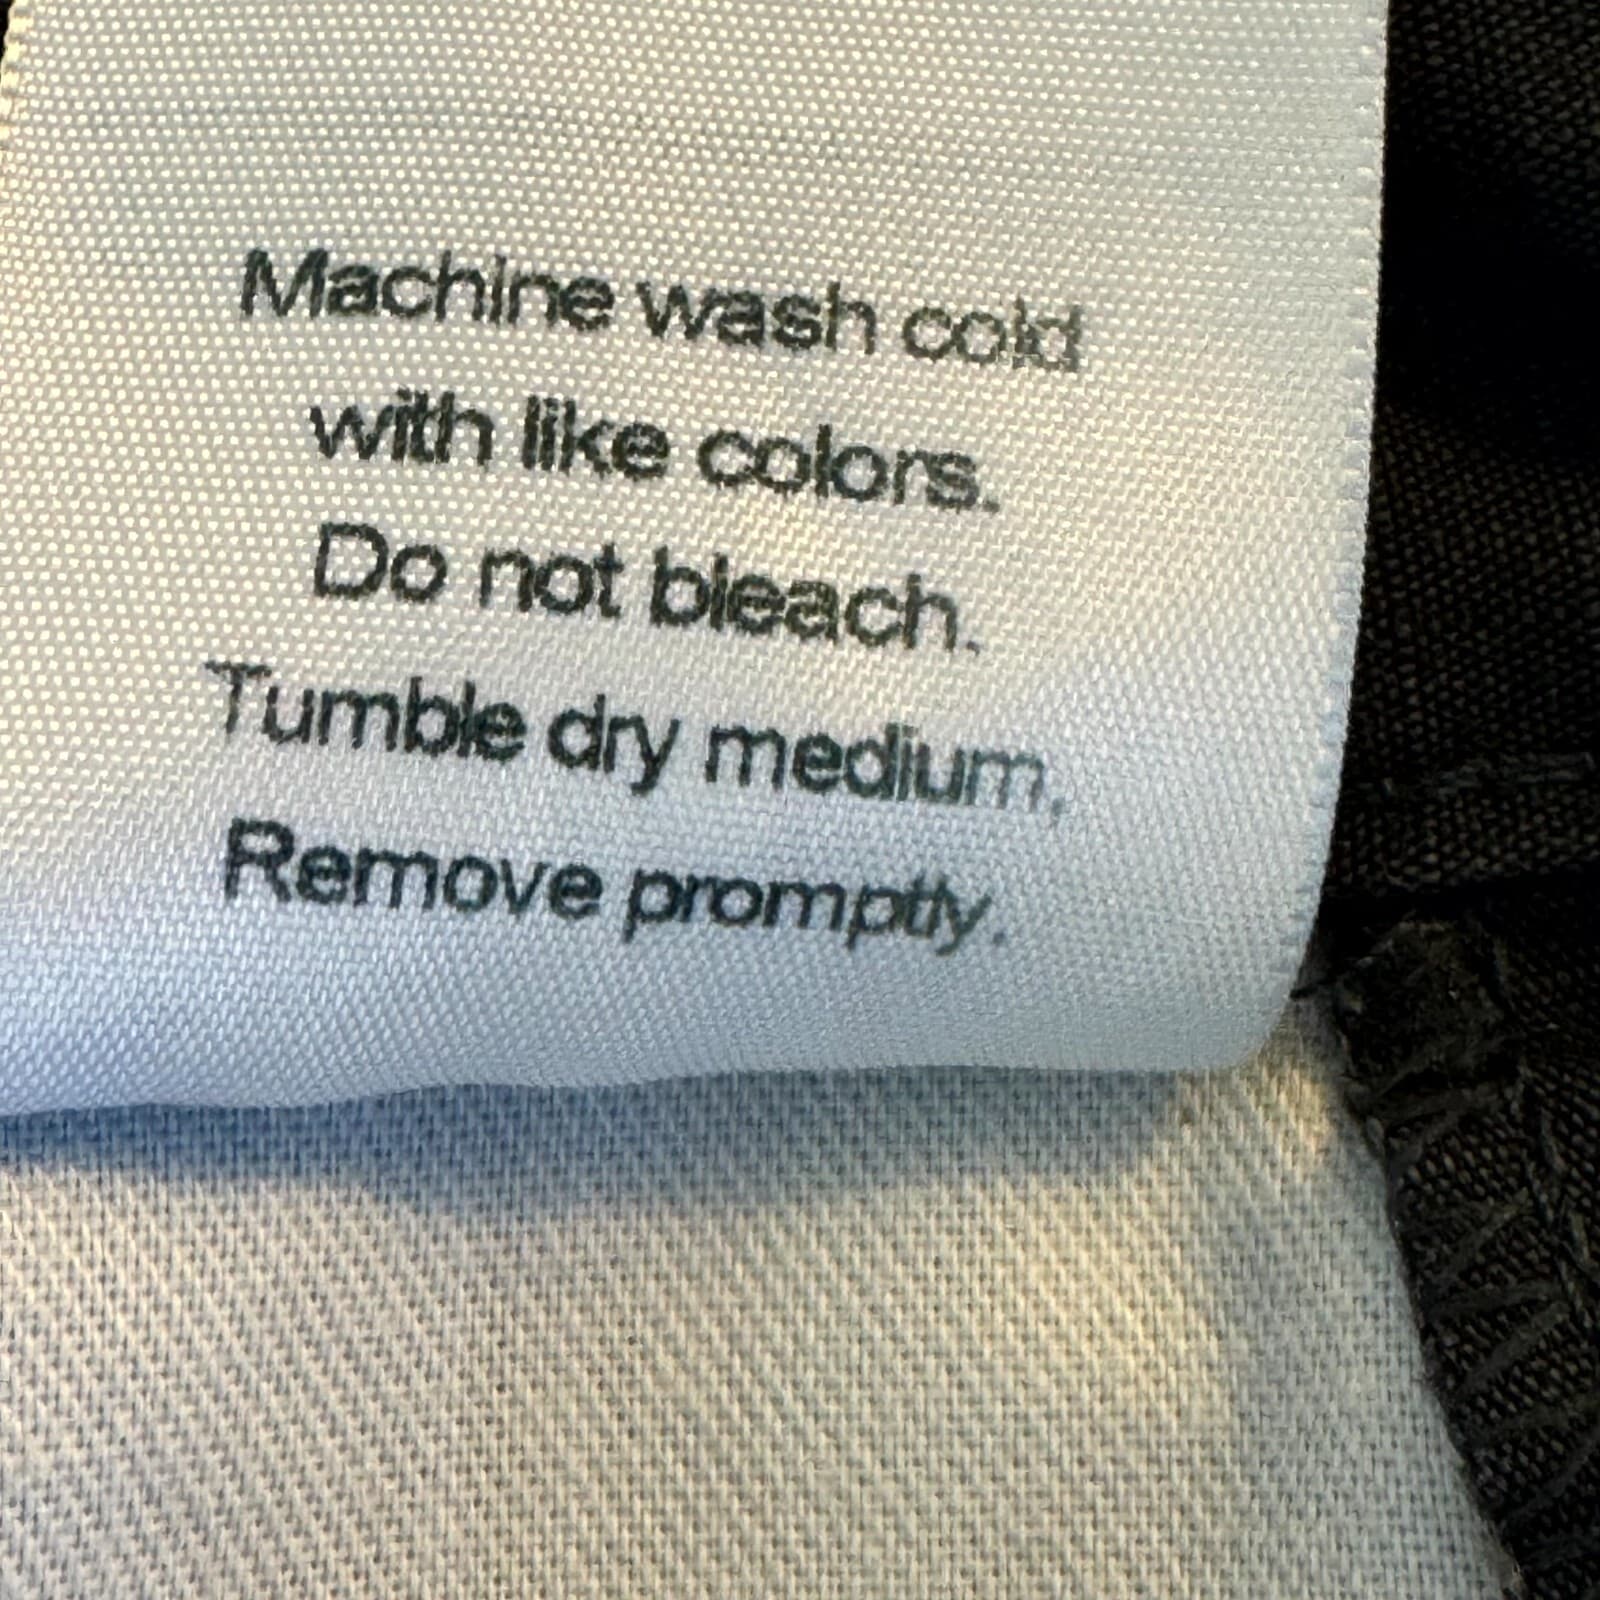 Machine wash cold
with like colors.
Do not bleach.
Tumble dry medium.
Remove promptly.